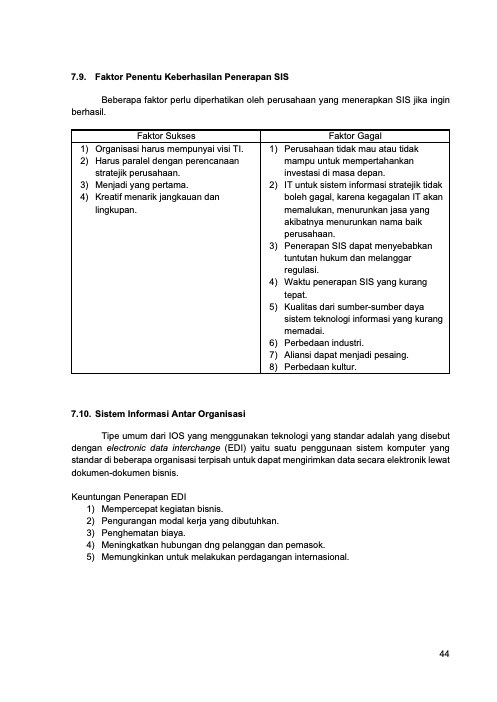 7.9. Faktor Penentu Keberhasilan Penerapan SIS
Beberapa faktor perlu diperhatikan oleh perusahaan yang menerapkan SIS jika ingin
berhasil.
Faktor Sukses
1) Organisasi harus mempunyai visi TI.
2) Harus paralel dengan perencanaan
stratejik perusahaan.
3) Menjadi yang pertama.
4) Kreatif menarik jangkauan dan
lingkupan.
Faktor Gagal
1) Perusahaan tidak mau atau tidak
mampu untuk mempertahankan
investasi di masa depan.
2) IT untuk sistem informasi stratejik tidak
boleh gagal, karena kegagalan IT akan
memalukan, menurunkan jasa yang
akibatnya menurunkan nama baik
perusahaan.
3) Penerapan SIS dapat menyebabkan
tuntutan hukum dan melanggar
regulasi.
4) Waktu penerapan SIS yang kurang
tepat.
5) Kualitas dari sumber-sumber daya
sistem teknologi informasi yang kurang
memadai.
6) Perbedaan industri.
7) Aliansi dapat menjadi pesaing.
8) Perbedaan kultur.
7.10. Sistem Informasi Antar Organisasi
Tipe umum dari IOS yang menggunakan teknologi yang standar adalah yang disebut
dengan electronic data interchange (EDI) yaitu suatu penggunaan sistem komputer yang
standar di beberapa organisasi terpisah untuk dapat mengirimkan data secara elektronik lewat
dokumen-dokumen bisnis.
Keuntungan Penerapan EDI
1) Mempercepat kegiatan bisnis.
2) Pengurangan modal kerja yang dibutuhkan.
3) Penghematan biaya.
4) Meningkatkan hubungan dng pelanggan dan pemasok.
5) Memungkinkan untuk melakukan perdagangan internasional.
44